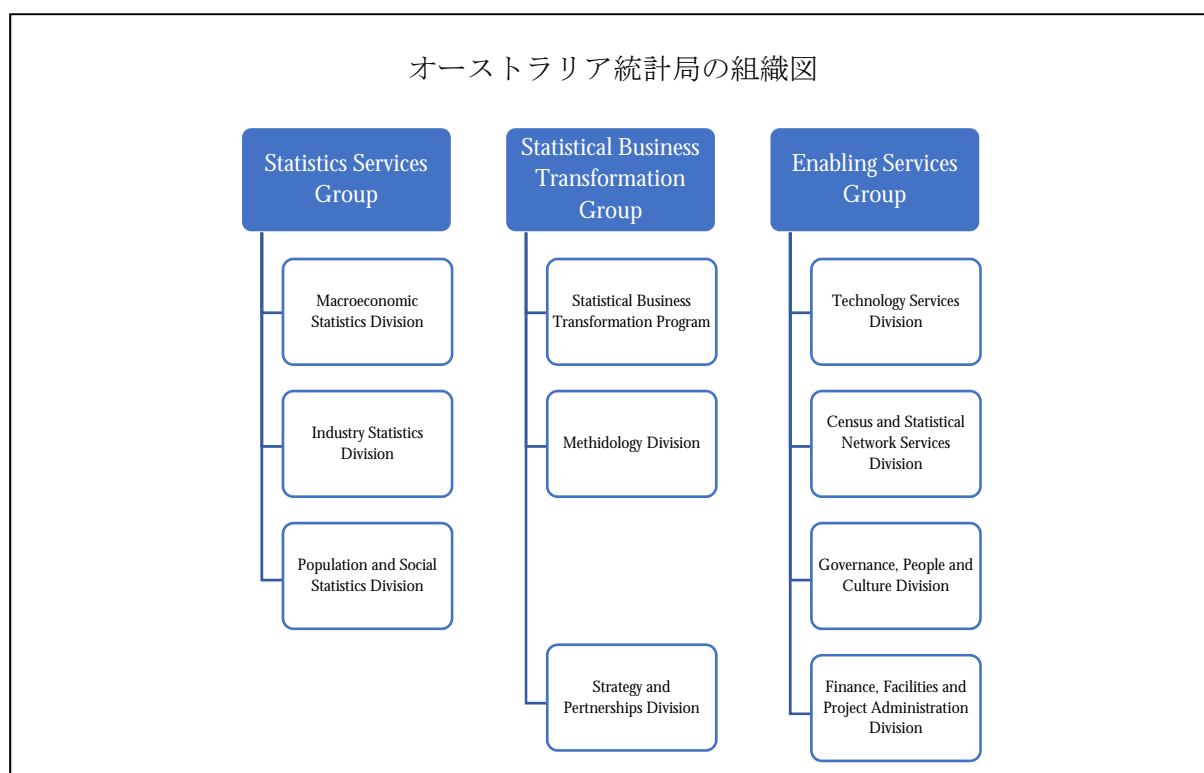 オーストラリア統計局の組織図
Statistics Services
Group
Macroeconomic
Statistics Division
Industry Statistics
Division
Population and Social
Statistics Division
Statistical Business
Transformation
Group
Statistical Business
Transformation Program
Methidology Division
Strategy and
Pertnerships Division
Enabling Services
Group
Technology Services
Division
Census and Statistical
Network Services
Division
Governance, People and
Culture Division
Finance, Facilities and
Project Administration
Division